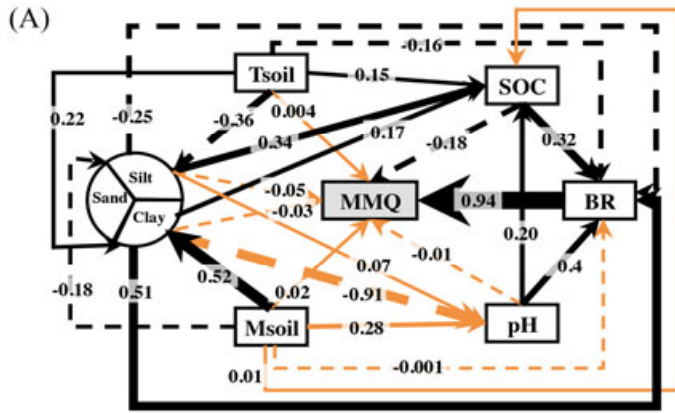 (A)
-0.16
Tsoil
0.15
SOC
0.22
-0.25
-0.36
0.004
0.34
0.17
-0.18
0.32
Silt
Sand
Clay
-0.05
-0.03
MMQ
0.94
BR
0.20
-0.01
0.4
0.07
-0.18
0.51
0.52
0.02
-0.91
Msoil
0.28
pH
0.01
-0.001